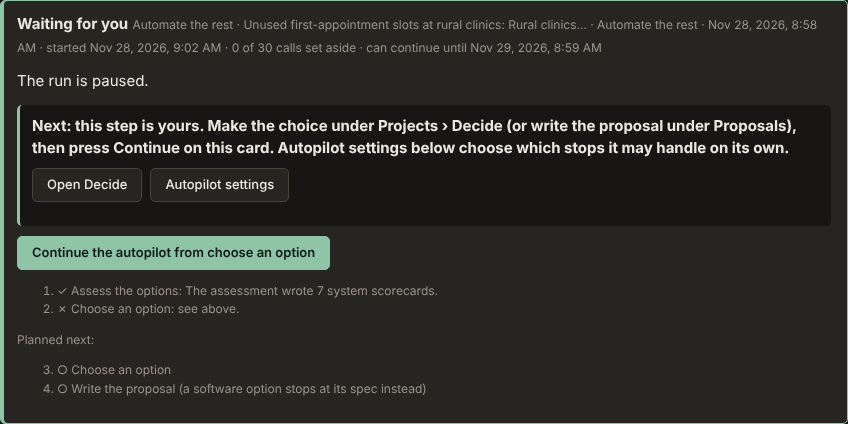 Waiting for you Automate the rest · Unused first-appointment slots at rural clinics: Rural clinics... · Automate the rest · Nov 28, 2026, 8:58
AM · started Nov 28, 2026, 9:02 AM · 0 of 30 calls set aside · can continue until Nov 29, 2026, 8:59 AM
The run is paused.
Next: this step is yours. Make the choice under Projects › Decide (or write the proposal under Proposals),
then press Continue on this card. Autopilot settings below choose which stops it may handle on its own.
Open Decide Autopilot settings
Continue the autopilot from choose an option
1. ✓ Assess the options: The assessment wrote 7 system scorecards.
2. × Choose an option: see above.
Planned next:
3. ○ Choose an option
4. ○ Write the proposal (a software option stops at its spec instead)